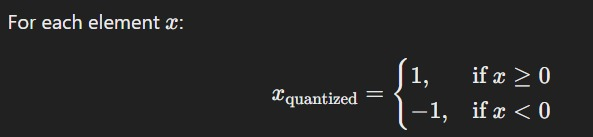 For each element x:
x_quantized = { 1, if x ≥ 0
−1, if x < 0